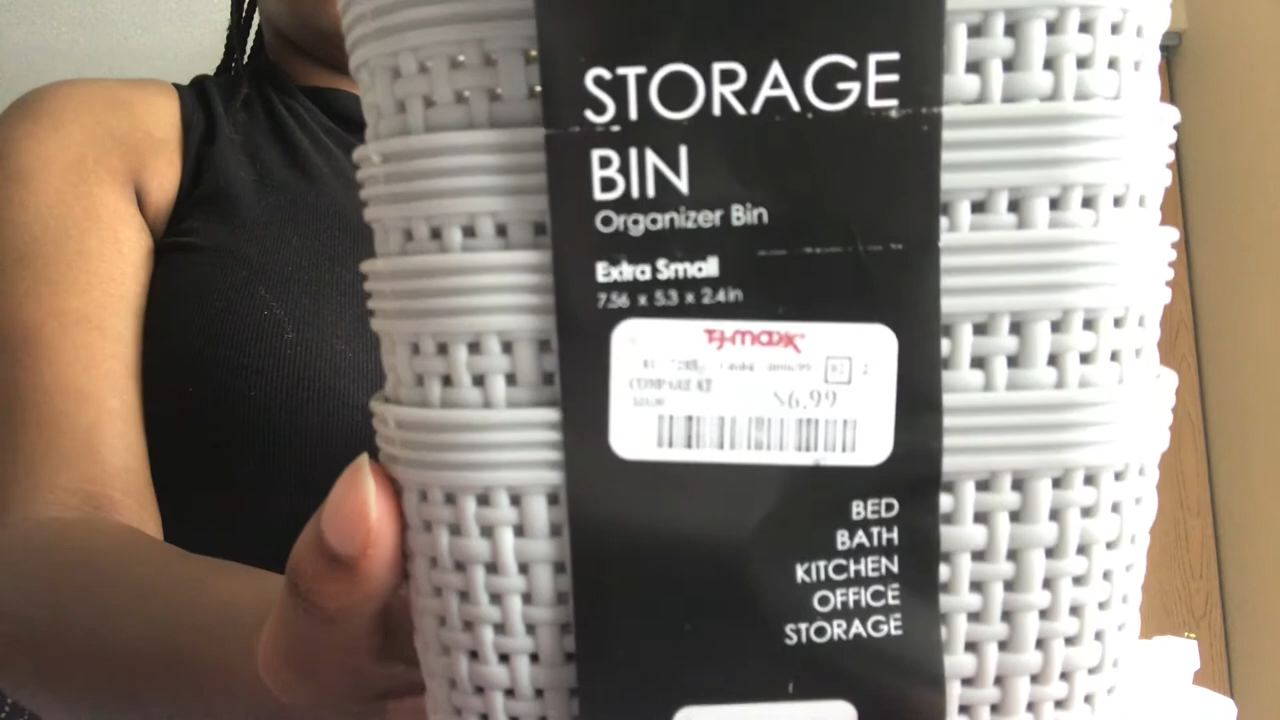 STORAGE
BIN
Organizer Bin
Extra Small
7.56 x 5.3 x 2.4in
T·J·maxx
COMPARE AT
$6.99
BED
BATH
KITCHEN
OFFICE
STORAGE